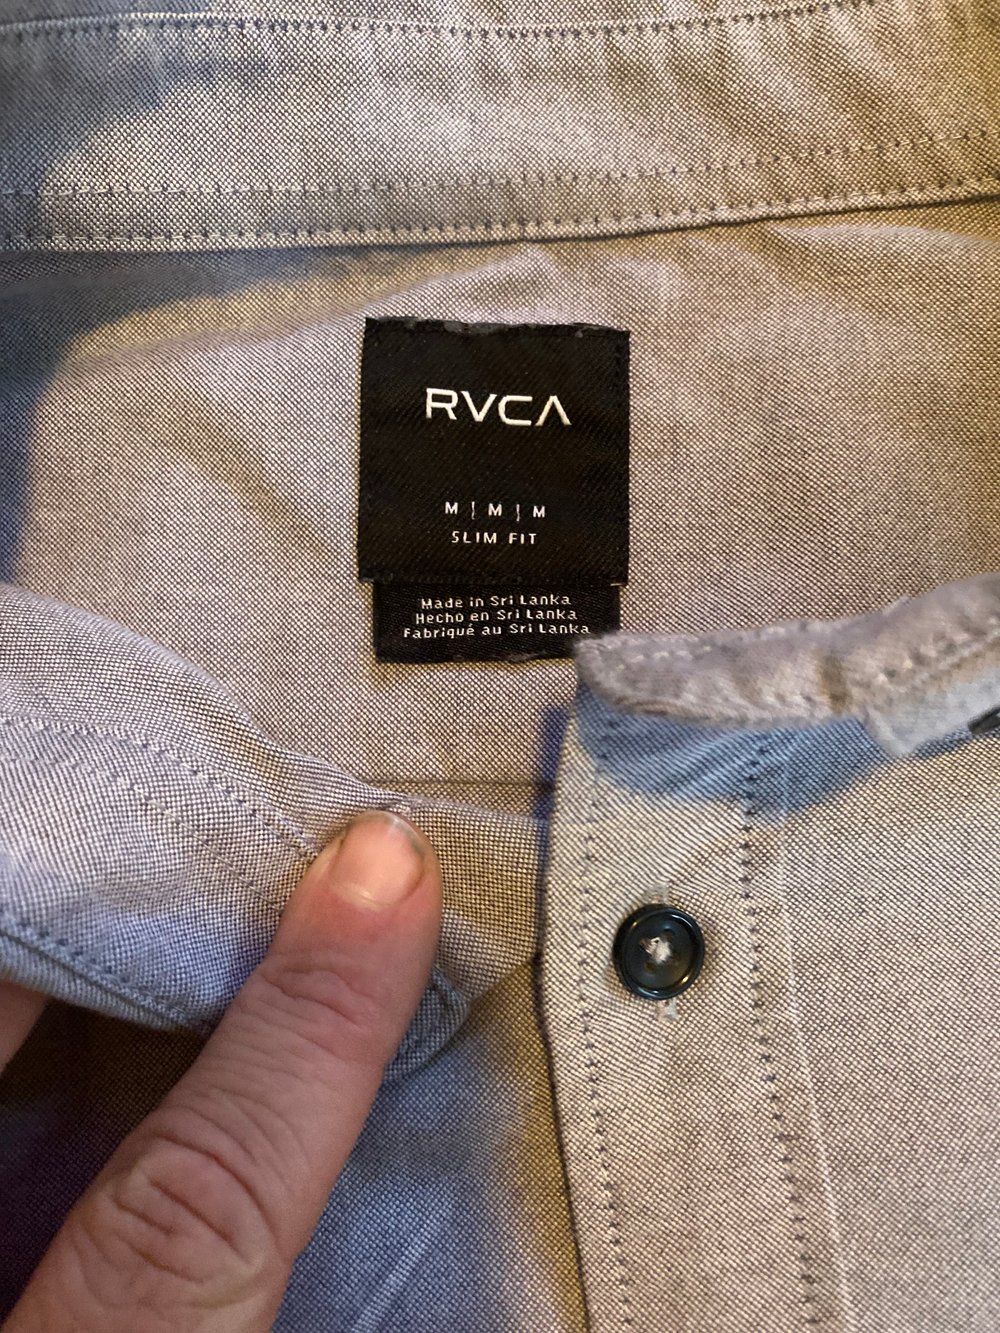 RVCA
M | M | M
SLIM FIT
Made in Sri Lanka
Hecho en Sri Lanka
Fabriqué au Sri Lanka